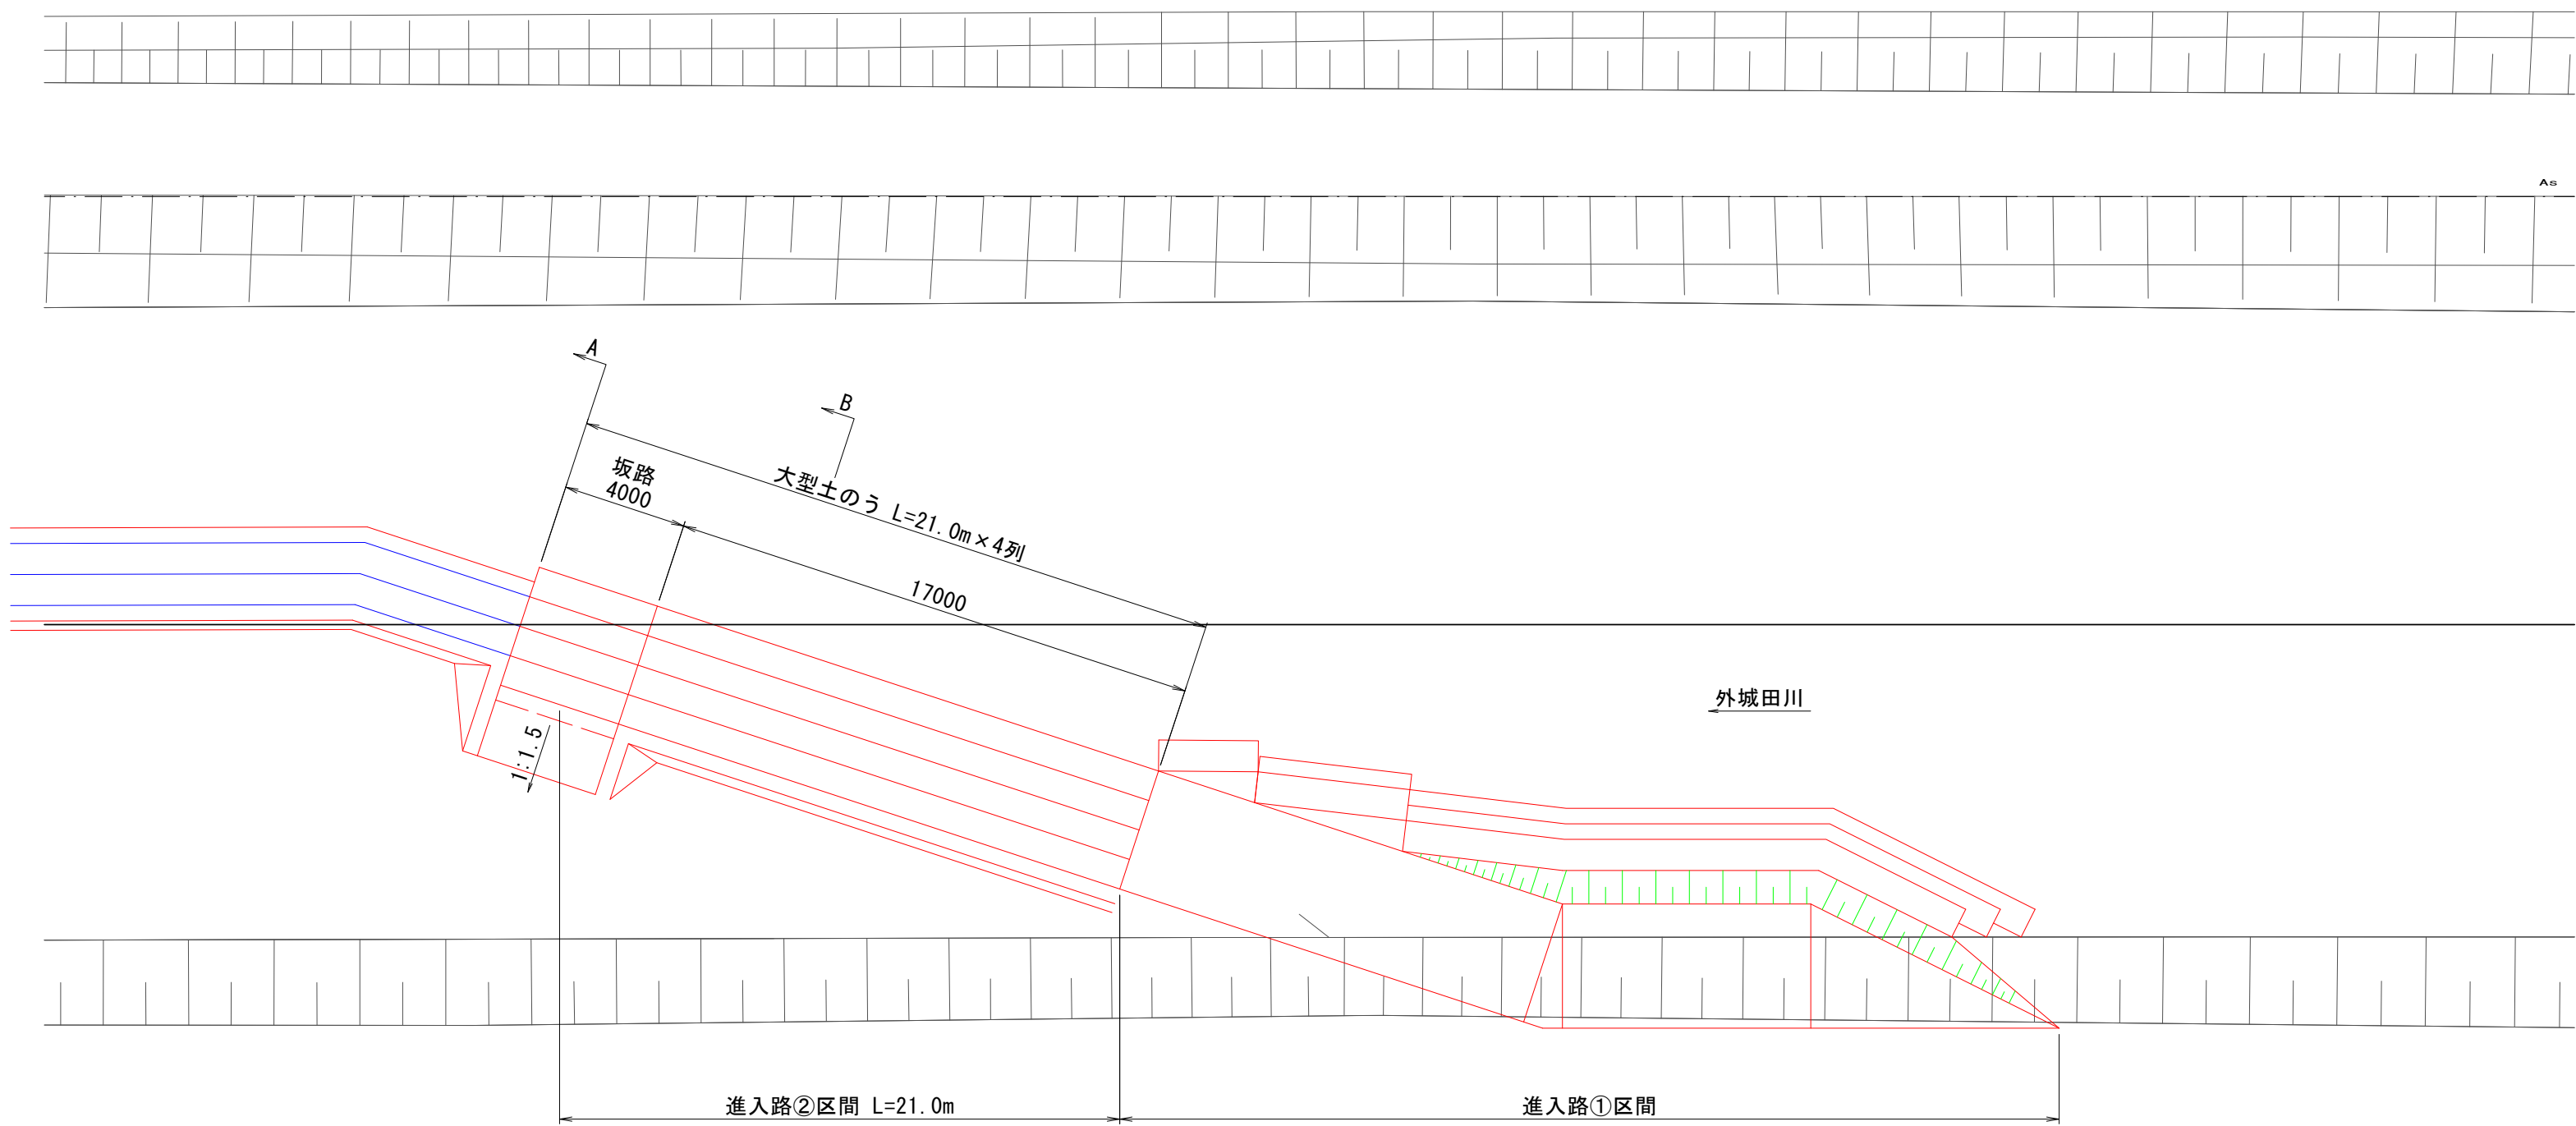 As
A
B
坂路
4000
大型土のう L=21.0m×4列
17000
外城田川
1:1.5
進入路②区間 L=21.0m
進入路①区間